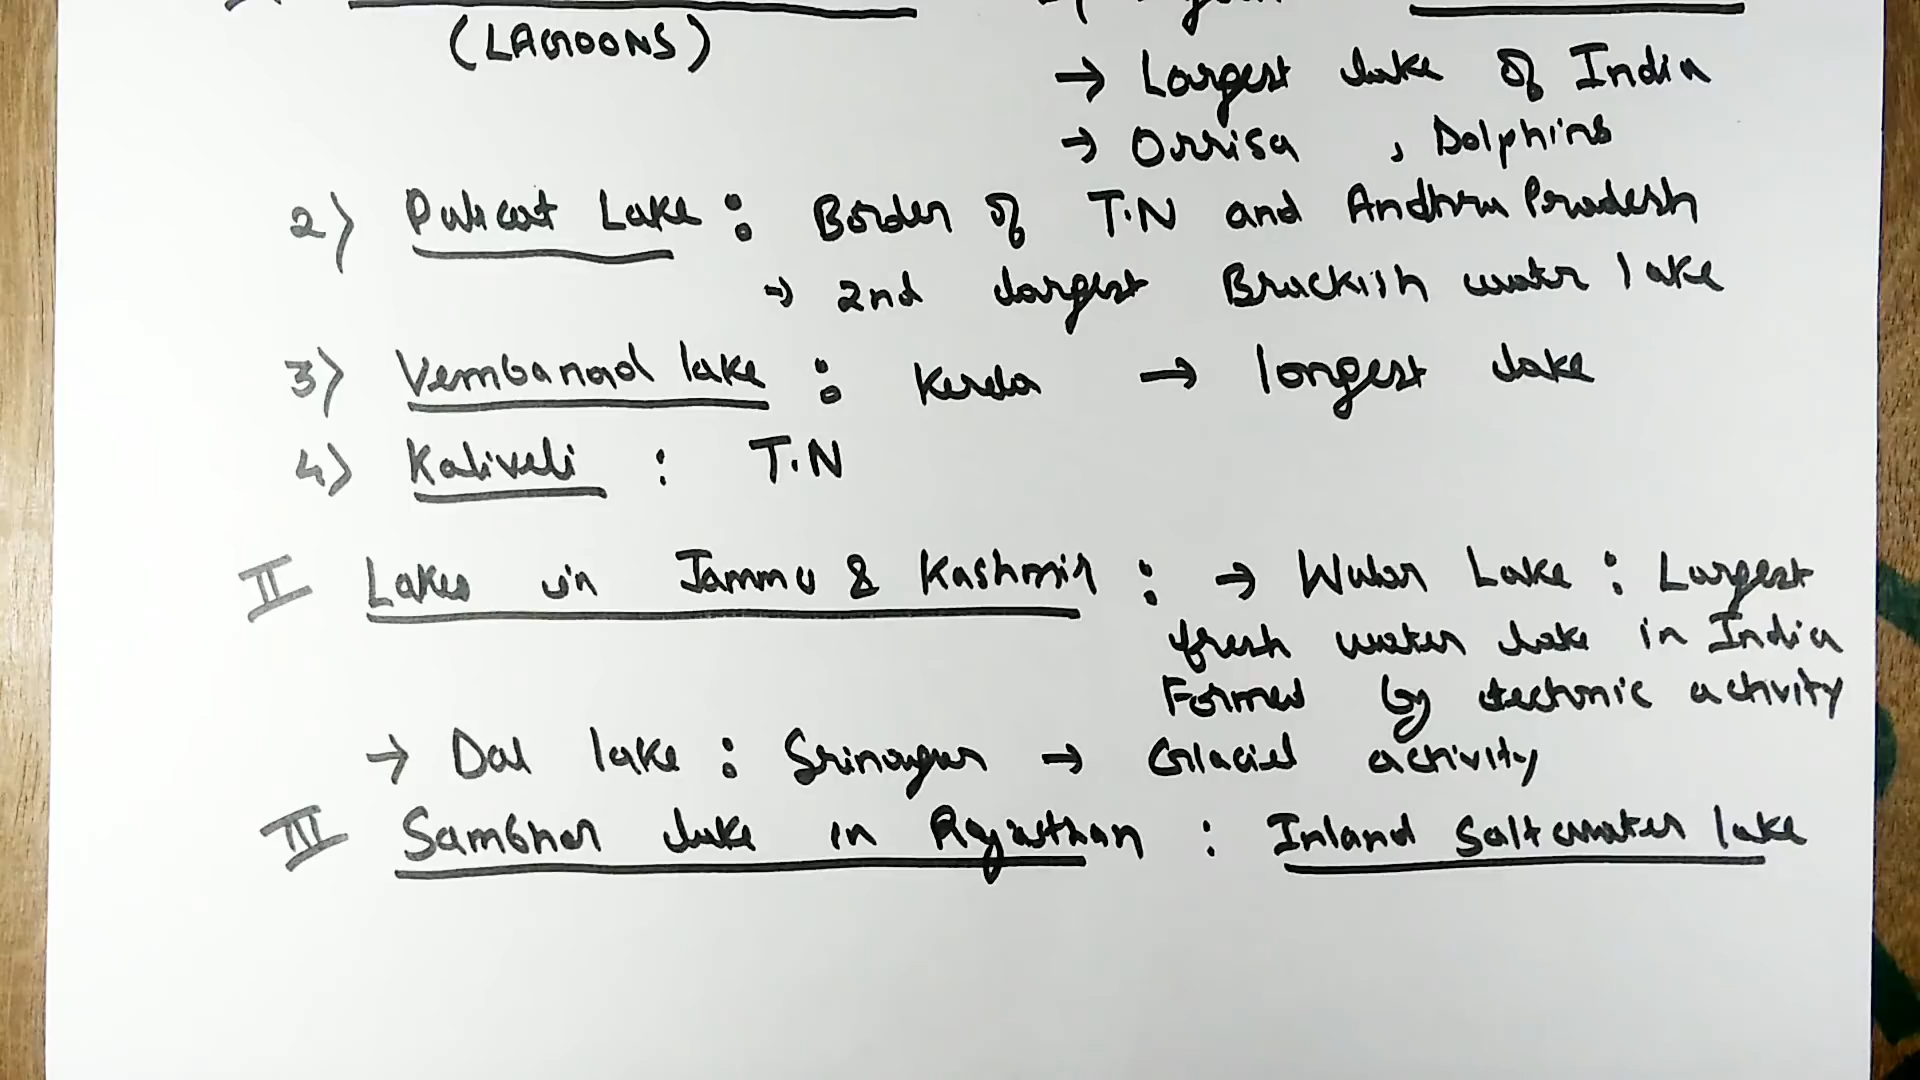 (LAGOONS)
→ Largest lake of India
→ Orrisa , Dolphins
2) Pulicat Lake : Border of T.N and Andhra Pradesh
→ 2nd largest Brackish water lake
3) Vembanad lake : Kerela → longest lake
4) Kaliveli : T.N
II Lakes in Jammu & Kashmir : → Wular Lake : Largest
fresh water lake in India
Formed by tectonic activity
→ Dal lake : Srinagar → Glacial activity
III Sambhar lake in Rajasthan : Inland Saltwater lake